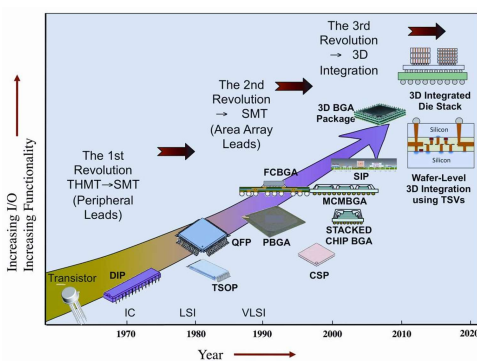 The 3rd
Revolution
→ 3D
Integration
The 2nd
Revolution
→ SMT
(Area Array
Leads)
The 1st
Revolution
THMT→SMT
(Peripheral
Leads)
3D Integrated
Die Stack
3D BGA
Package
Silicon
Silicon
Wafer-Level
3D Integration
using TSVs
FCBGA
SIP
MCMBGA
QFP
PBGA
STACKED
CHIP BGA
TSOP
CSP
Transistor
DIP
IC
LSI
VLSI
1970
1980
1990
2000
2010
2020
Year
Increasing I/O
Increasing Functionality